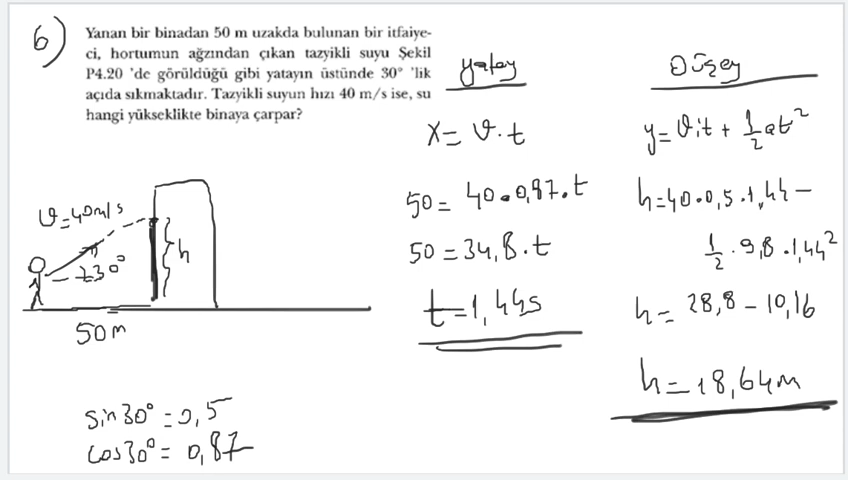 6)
Yanan bir binadan 50 m uzakda bulunan bir itfaiye-
ci, hortumun ağzından çıkan tazyikli suyu Şekil
P4.20 'de görüldüğü gibi yatayın üstünde 30° 'lik
açıda sıkmaktadır. Tazyikli suyun hızı 40 m/s ise, su
hangi yükseklikte binaya çarpar?
v=40m/s
30°
h
50m
sin30° = 0,5
cos30° = 0,87
yatay
x = v.t
50 = 40.0,87.t
50 = 34,8.t
t=1,44s
Düşey
y= vit + 1/2 at²
h=40.0,5.1,44 -
1/2 . 9,8 . 1,44²
h= 28,8 - 10,16
h=18,64m